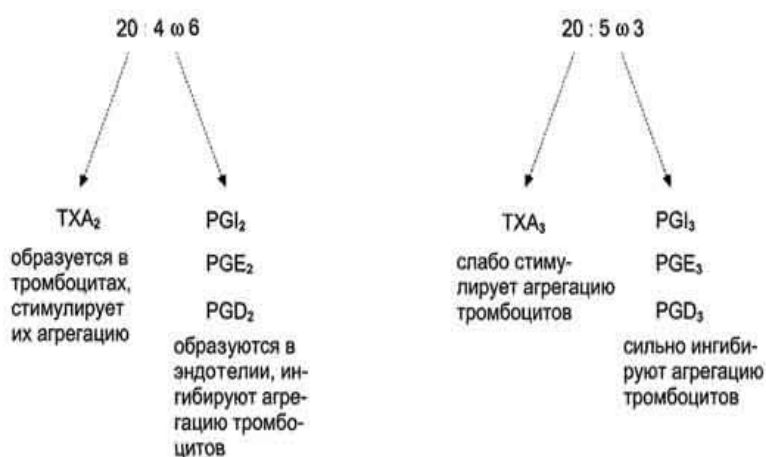 20 : 4 ω 6
TXA₂
образуется в
тромбоцитах,
стимулирует
их агрегацию
PGI₂
PGE₂
PGD₂
образуются в
эндотелии, ин-
гибируют агре-
гацию тромбо-
цитов
20 : 5 ω 3
TXA₃
слабо стиму-
лирует агрегацию
тромбоцитов
PGI₃
PGE₃
PGD₃
сильно ингиби-
руют агрегацию
тромбоцитов